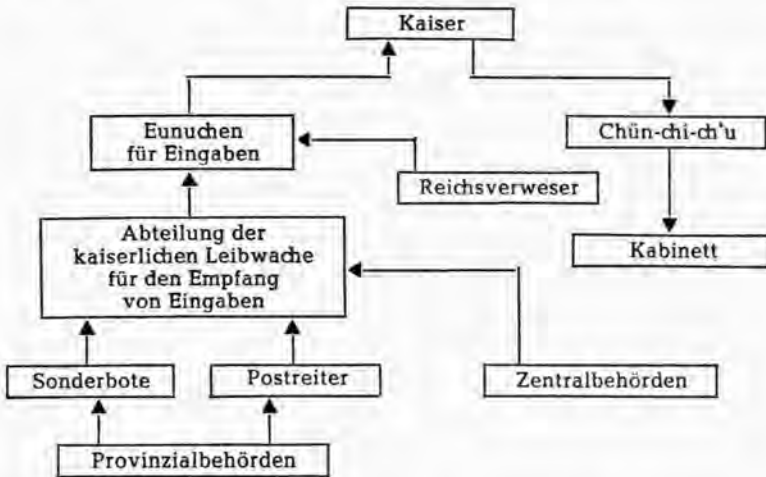 Kaiser
Eunuchen
für Eingaben
Chün-chi-ch'u
Reichsverweser
Abteilung der
kaiserlichen Leibwache
für den Empfang
von Eingaben
Kabinett
Sonderbote
Postreiter
Zentralbehörden
Provinzialbehörden